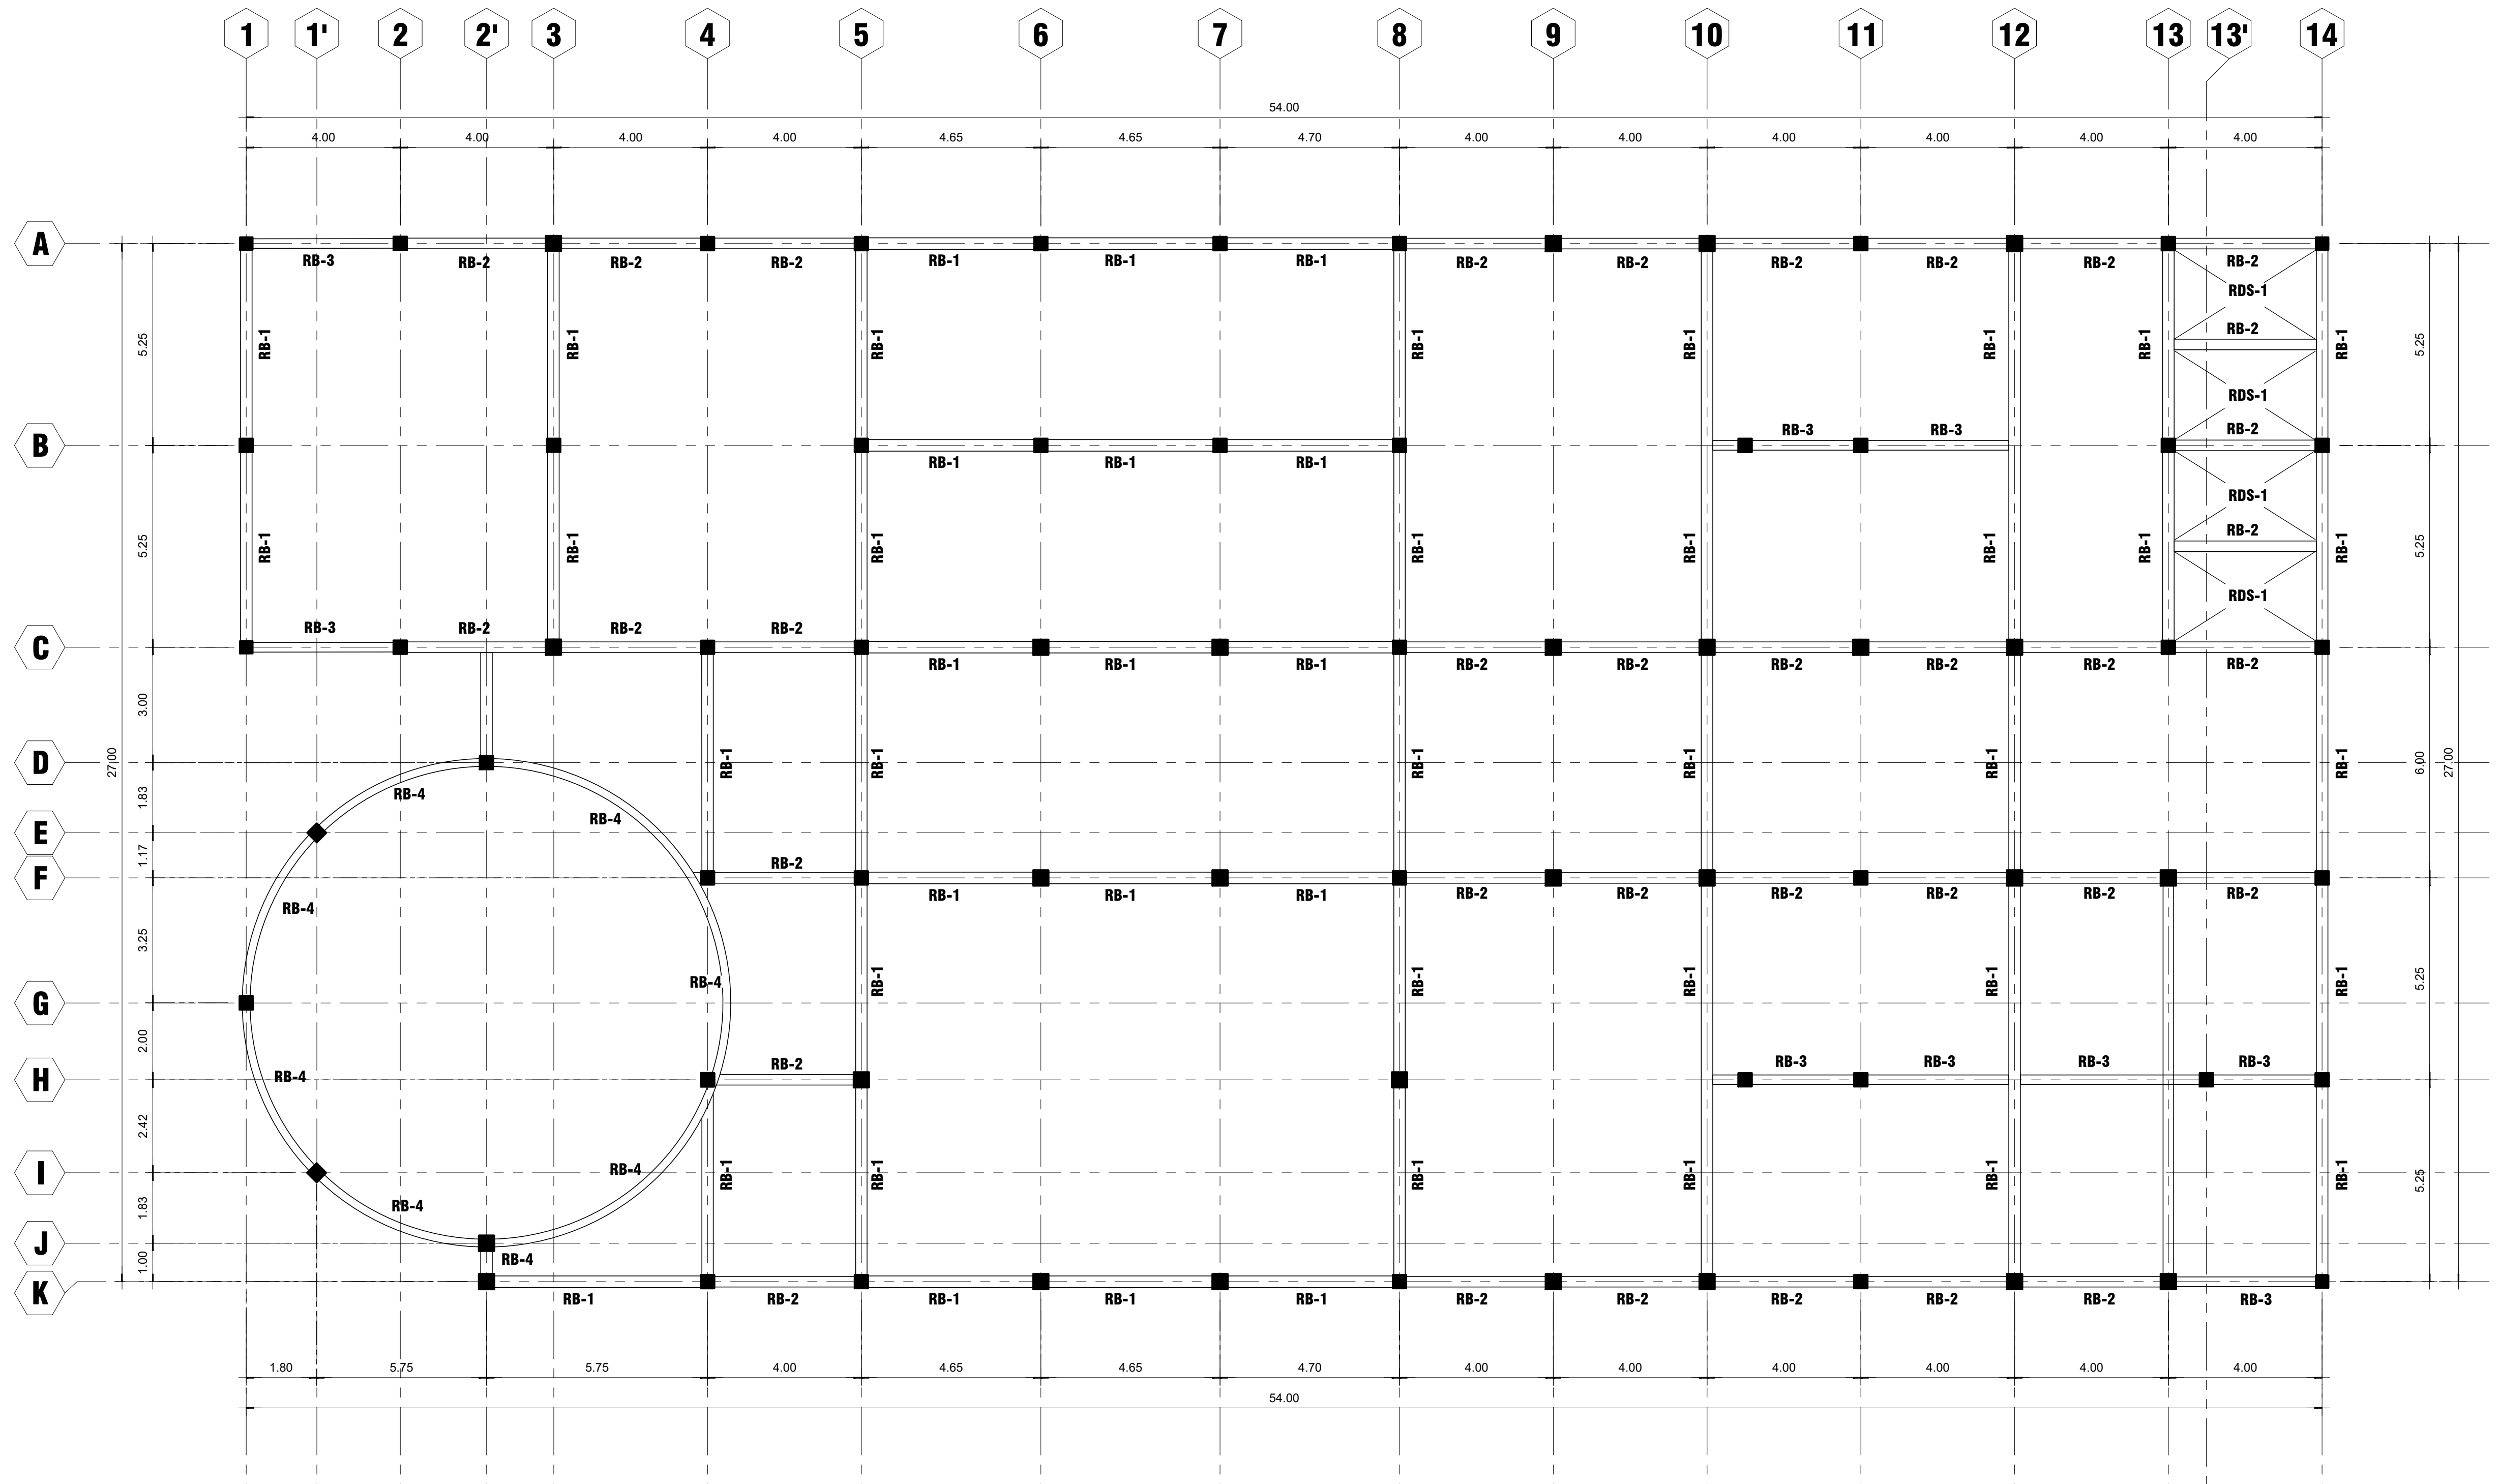 1 1' 2 2' 3 4 5 6 7 8 9 10 11 12 13 13' 14
54.00
4.00 4.00 4.00 4.00 4.65 4.65 4.70 4.00 4.00 4.00 4.00 4.00 4.00
A
RB-3 RB-2 RB-2 RB-2 RB-1 RB-1 RB-1 RB-2 RB-2 RB-2 RB-2 RB-2 RB-2
RDS-1
5.25 RB-1 RB-1 RB-1 RB-1 RB-1 RB-1 RB-1 RB-2 RB-1 5.25
RDS-1
RB-3 RB-3 RB-2
B
RB-1 RB-1 RB-1
RDS-1
RB-2
5.25 RB-1 RB-1 RB-1 RB-1 RB-1 RB-1 RB-1 RB-1 5.25
RDS-1
RB-3 RB-2 RB-2 RB-2
C
RB-1 RB-1 RB-1 RB-2 RB-2 RB-2 RB-2 RB-2 RB-2
3.00
D
27.00 RB-1 RB-1 RB-1 RB-1 RB-1 RB-1 6.00 27.00
1.83 RB-4
RB-4
E
1.17 RB-2
F
RB-1 RB-1 RB-1 RB-2 RB-2 RB-2 RB-2 RB-2 RB-2
RB-4
3.25
RB-4 RB-1 RB-1 RB-1 RB-1 RB-1 5.25
G
2.00
RB-4 RB-2 RB-3 RB-3 RB-3 RB-3
H
2.42
I
RB-4 RB-1 RB-1 RB-1 RB-1 RB-1 RB-1 5.25
1.83 RB-4
J
1.00 RB-4
K
RB-1 RB-2 RB-1 RB-1 RB-1 RB-2 RB-2 RB-2 RB-2 RB-2 RB-3
1.80 5.75 5.75 4.00 4.65 4.65 4.70 4.00 4.00 4.00 4.00 4.00 4.00
54.00